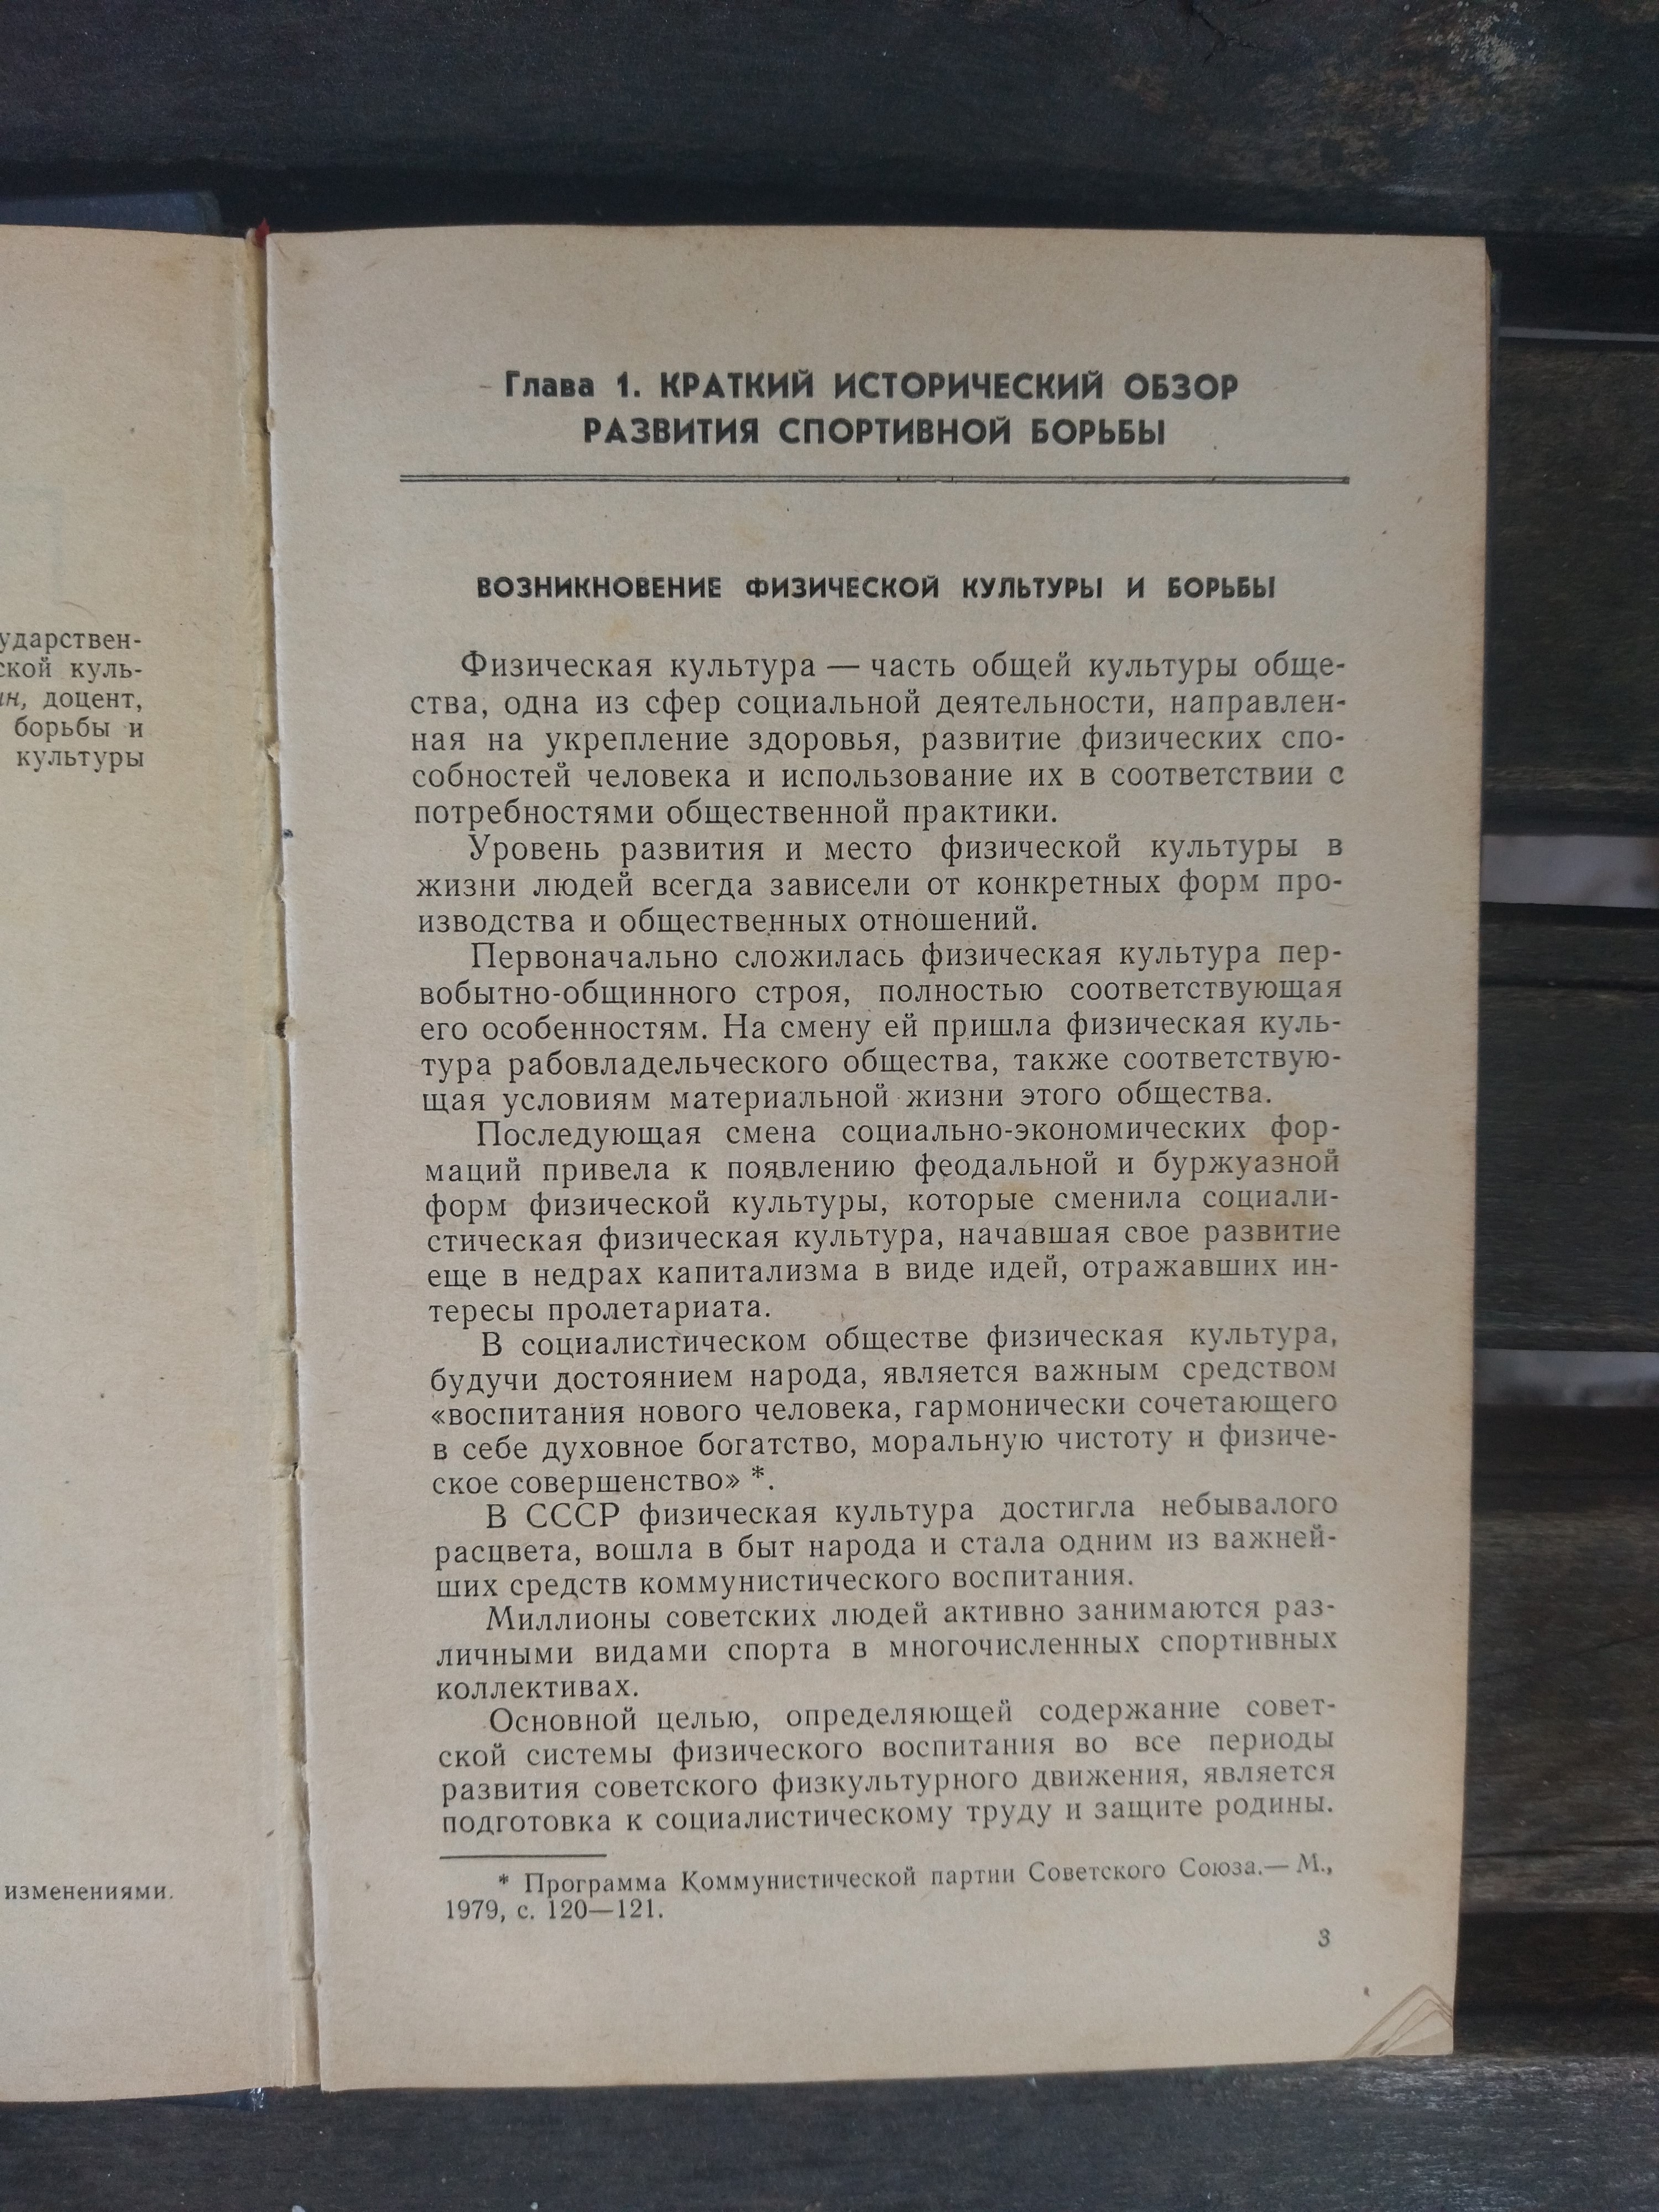 ударствен-
ской куль-
ин, доцент,
борьбы и
культуры
изменениями.
Глава 1. КРАТКИЙ ИСТОРИЧЕСКИЙ ОБЗОР
РАЗВИТИЯ СПОРТИВНОЙ БОРЬБЫ
ВОЗНИКНОВЕНИЕ ФИЗИЧЕСКОЙ КУЛЬТУРЫ И БОРЬБЫ
Физическая культура — часть общей культуры обще-
ства, одна из сфер социальной деятельности, направлен-
ная на укрепление здоровья, развитие физических спо-
собностей человека и использование их в соответствии с
потребностями общественной практики.
Уровень развития и место физической культуры в
жизни людей всегда зависели от конкретных форм про-
изводства и общественных отношений.
Первоначально сложилась физическая культура пер-
вобытно-общинного строя, полностью соответствующая
его особенностям. На смену ей пришла физическая куль-
тура рабовладельческого общества, также соответствую-
щая условиям материальной жизни этого общества.
Последующая смена социально-экономических фор-
маций привела к появлению феодальной и буржуазной
форм физической культуры, которые сменила социали-
стическая физическая культура, начавшая свое развитие
еще в недрах капитализма в виде идей, отражавших ин-
тересы пролетариата.
В социалистическом обществе физическая культура,
будучи достоянием народа, является важным средством
«воспитания нового человека, гармонически сочетающего
в себе духовное богатство, моральную чистоту и физиче-
ское совершенство» *.
В СССР физическая культура достигла небывалого
расцвета, вошла в быт народа и стала одним из важней-
ших средств коммунистического воспитания.
Миллионы советских людей активно занимаются раз-
личными видами спорта в многочисленных спортивных
коллективах.
Основной целью, определяющей содержание совет-
ской системы физического воспитания во все периоды
развития советского физкультурного движения, является
подготовка к социалистическому труду и защите родины.
* Программа Коммунистической партии Советского Союза.— М.,
1979, с. 120—121.
3